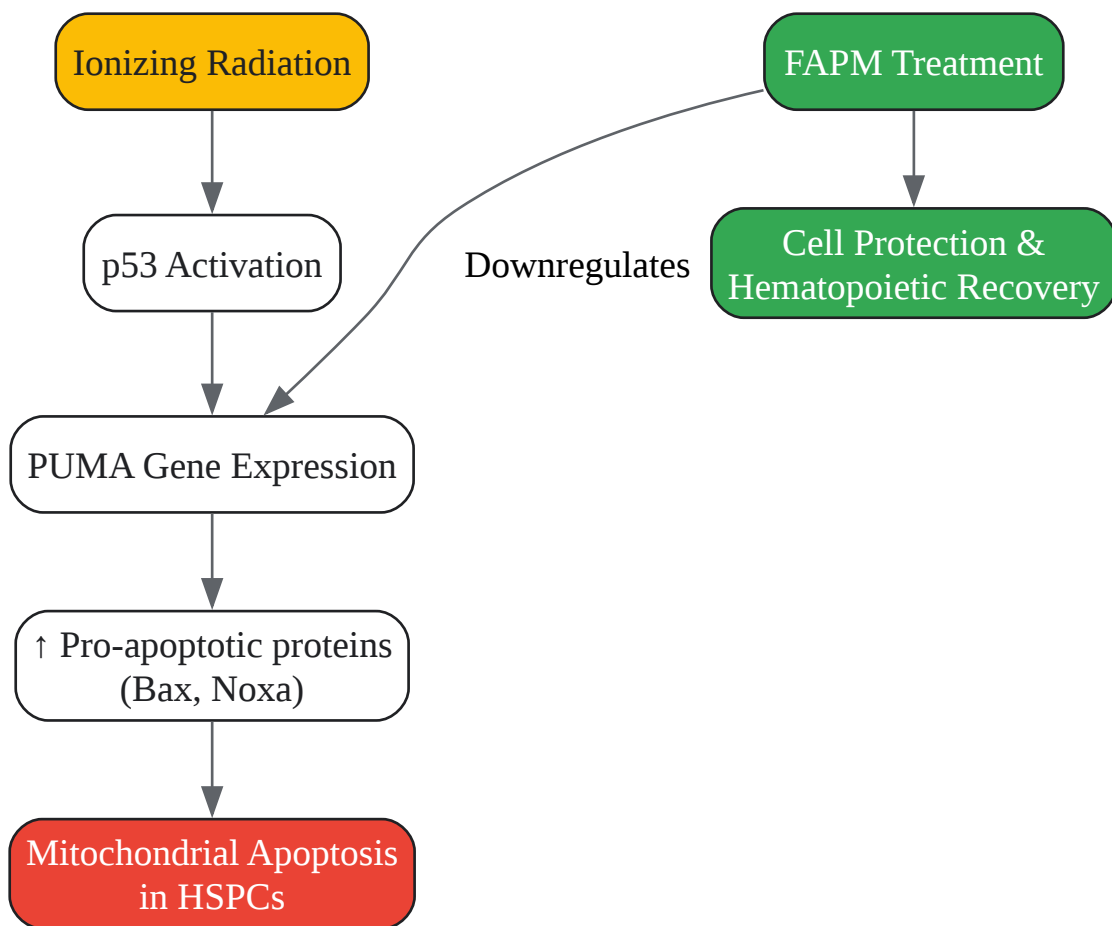 Ionizing Radiation
FAPM Treatment
p53 Activation
Downregulates
Cell Protection &
Hematopoietic Recovery
PUMA Gene Expression
↑ Pro-apoptotic proteins
(Bax, Noxa)
Mitochondrial Apoptosis
in HSPCs